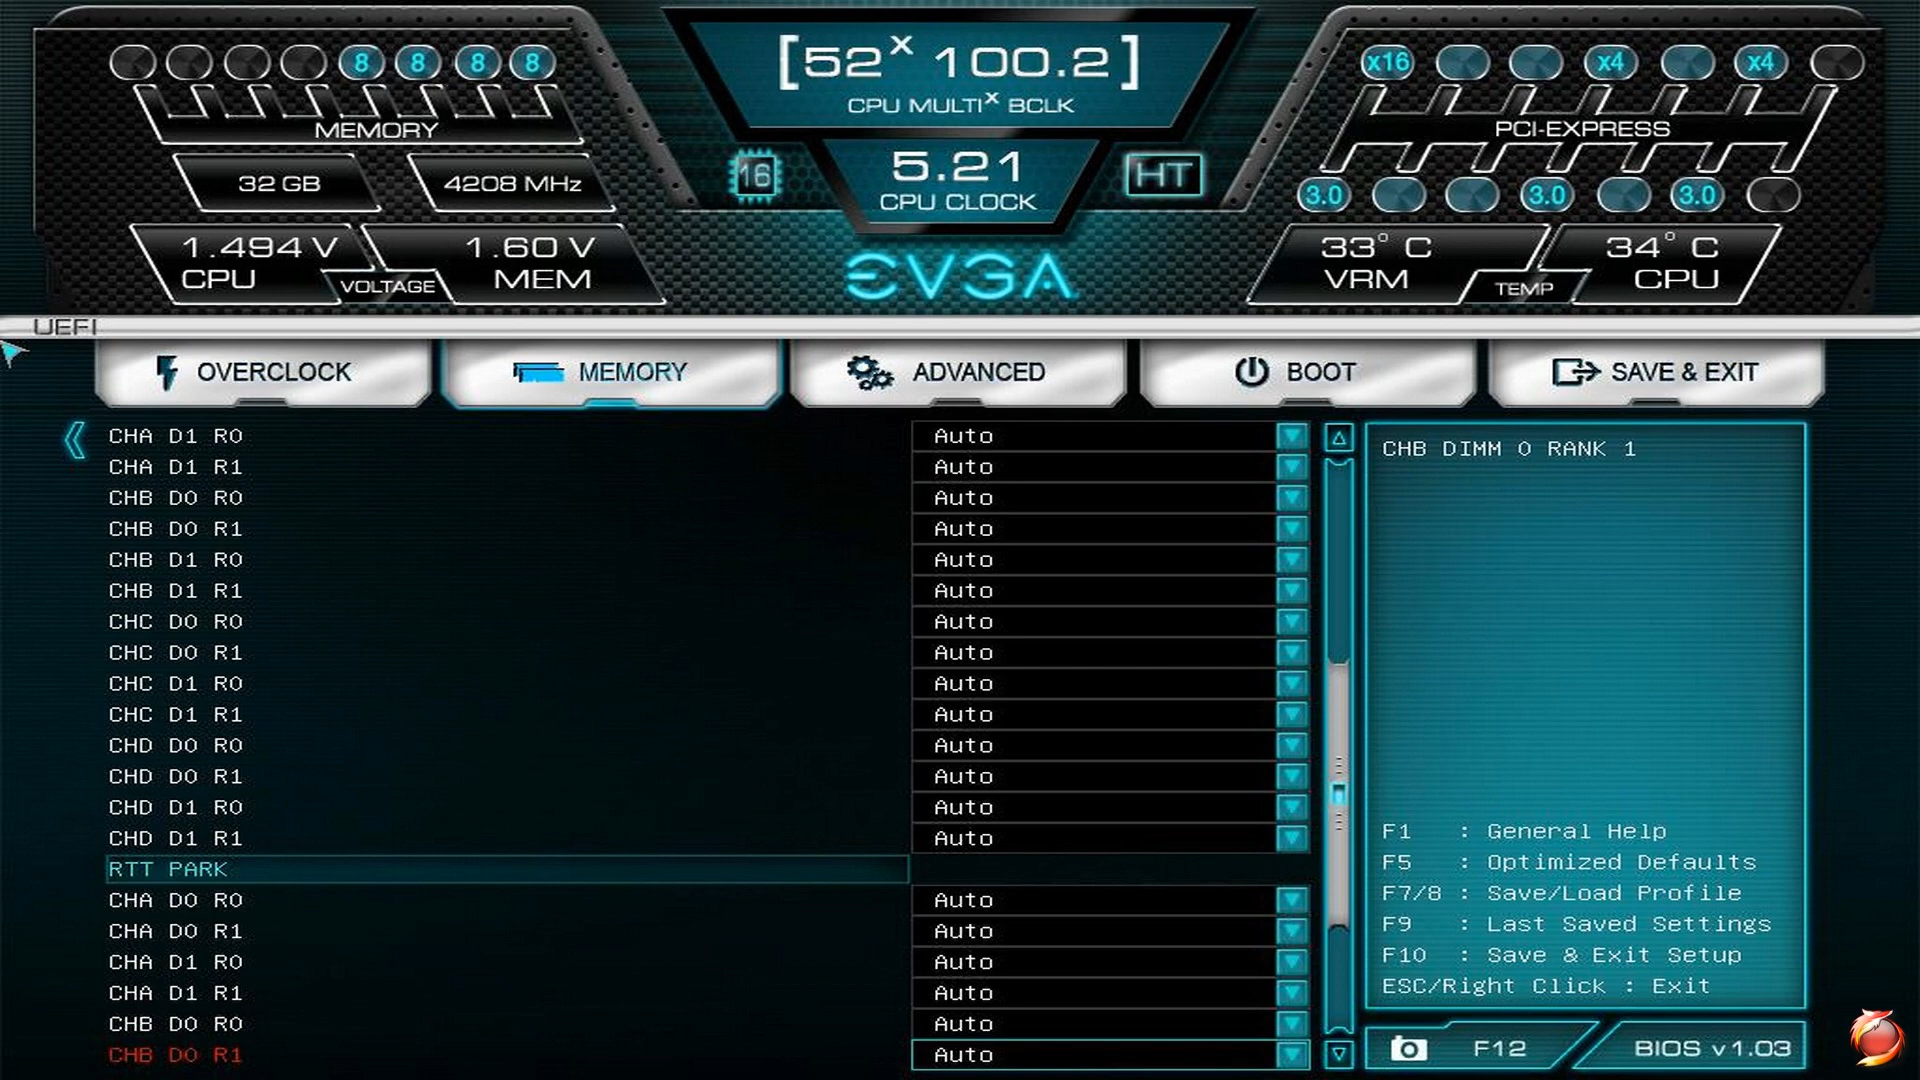 8 8 8 8
MEMORY
32 GB
4208 MHz
1.494 V
CPU
VOLTAGE
1.60 V
MEM
[52x 100.2]
CPU MULTIx BCLK
16
5.21
CPU CLOCK
HT
EVGA
x16 x4 x4
PCI-EXPRESS
3.0 3.0 3.0
33° C
VRM
TEMP
34° C
CPU
UEFI
OVERCLOCK
MEMORY
ADVANCED
BOOT
SAVE & EXIT
CHA D1 R0 Auto
CHA D1 R1 Auto
CHB D0 R0 Auto
CHB D0 R1 Auto
CHB D1 R0 Auto
CHB D1 R1 Auto
CHC D0 R0 Auto
CHC D0 R1 Auto
CHC D1 R0 Auto
CHC D1 R1 Auto
CHD D0 R0 Auto
CHD D0 R1 Auto
CHD D1 R0 Auto
CHD D1 R1 Auto
RTT PARK
CHA D0 R0 Auto
CHA D0 R1 Auto
CHA D1 R0 Auto
CHA D1 R1 Auto
CHB D0 R0 Auto
CHB D0 R1 Auto
CHB DIMM 0 RANK 1
F1 : General Help
F5 : Optimized Defaults
F7/8 : Save/Load Profile
F9 : Last Saved Settings
F10 : Save & Exit Setup
ESC/Right Click : Exit
F12
BIOS v1.03